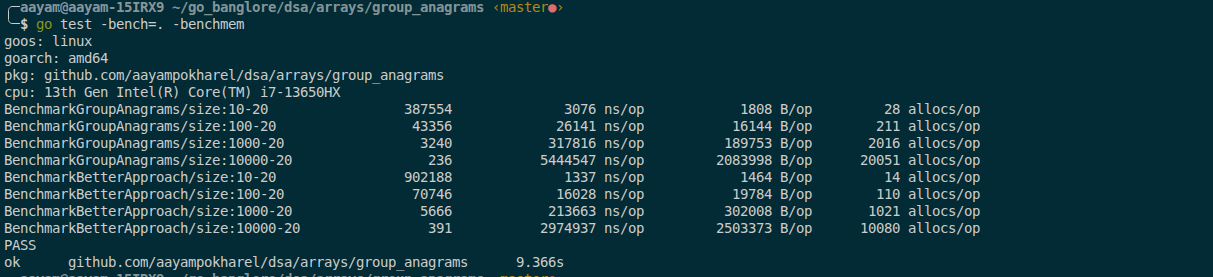 aayam@aayam-15IRX9 ~/go_banglore/dsa/arrays/group_anagrams ‹master●›
$ go test -bench=. -benchmem
goos: linux
goarch: amd64
pkg: github.com/aayampokharel/dsa/arrays/group_anagrams
cpu: 13th Gen Intel(R) Core(TM) i7-13650HX
BenchmarkGroupAnagrams/size:10-20 387554 3076 ns/op 1808 B/op 28 allocs/op
BenchmarkGroupAnagrams/size:100-20 43356 26141 ns/op 16144 B/op 211 allocs/op
BenchmarkGroupAnagrams/size:1000-20 3240 317816 ns/op 189753 B/op 2016 allocs/op
BenchmarkGroupAnagrams/size:10000-20 236 5444547 ns/op 2083998 B/op 20051 allocs/op
BenchmarkBetterApproach/size:10-20 902188 1337 ns/op 1464 B/op 14 allocs/op
BenchmarkBetterApproach/size:100-20 70746 16028 ns/op 19784 B/op 110 allocs/op
BenchmarkBetterApproach/size:1000-20 5666 213663 ns/op 302008 B/op 1021 allocs/op
BenchmarkBetterApproach/size:10000-20 391 2974937 ns/op 2503373 B/op 10080 allocs/op
PASS
ok github.com/aayampokharel/dsa/arrays/group_anagrams 9.366s